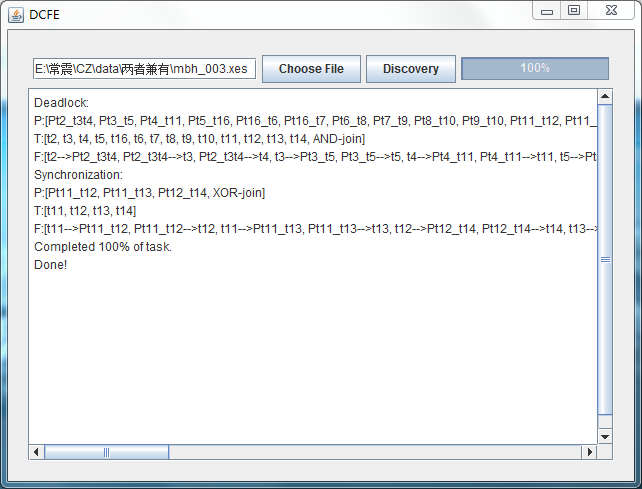 DCFE
E:\常震\CZ\data\两者兼有\mbh_003.xes Choose File Discovery 100%
Deadlock:
P:[Pt2_t3t4, Pt3_t5, Pt4_t11, Pt5_t16, Pt16_t6, Pt16_t7, Pt6_t8, Pt7_t9, Pt8_t10, Pt9_t10, Pt11_t12, Pt11_
T:[t2, t3, t4, t5, t16, t6, t7, t8, t9, t10, t11, t12, t13, t14, AND-join]
F:[t2-->Pt2_t3t4, Pt2_t3t4-->t3, Pt2_t3t4-->t4, t3-->Pt3_t5, Pt3_t5-->t5, t4-->Pt4_t11, Pt4_t11-->t11, t5-->Pt
Synchronization:
P:[Pt11_t12, Pt11_t13, Pt12_t14, XOR-join]
T:[t11, t12, t13, t14]
F:[t11-->Pt11_t12, Pt11_t12-->t12, t11-->Pt11_t13, Pt11_t13-->t13, t12-->Pt12_t14, Pt12_t14-->t14, t13-->
Completed 100% of task.
Done!